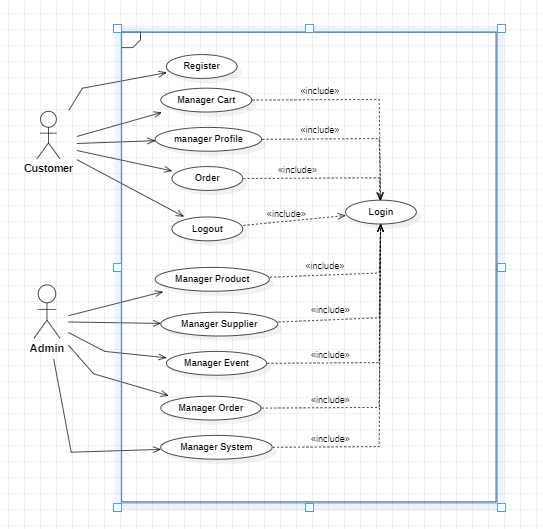 Register
Manager Cart
«include»
manager Profile
«include»
Customer
Order
«include»
Login
Logout
«include»
Manager Product
«include»
Admin
Manager Supplier
«include»
Manager Event
«include»
Manager Order
«include»
Manager System
«include»